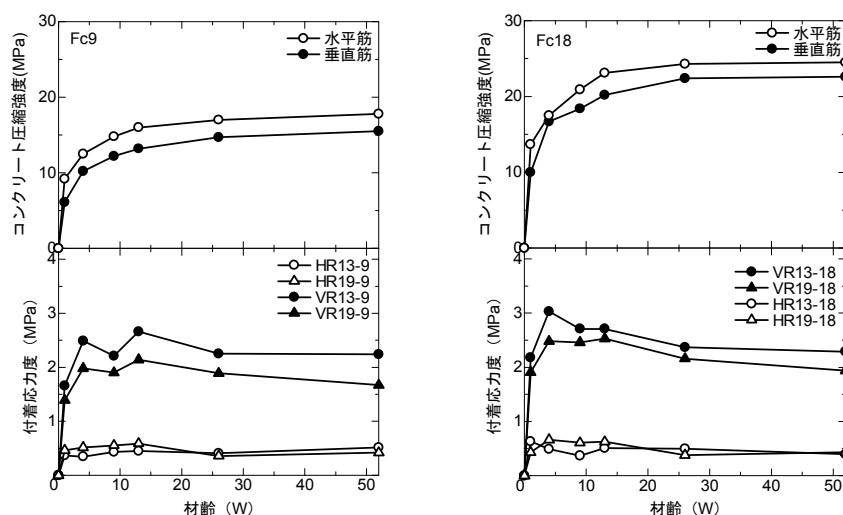 Fc9
水平筋
垂直筋
コンクリート圧縮強度(MPa)
30
20
10
0
HR13-9
HR19-9
VR13-9
VR19-9
付着応力度（MPa）
4
3
2
1
0 10 20 30 40 50
材齢（W）
Fc18
水平筋
垂直筋
コンクリート圧縮強度(MPa)
30
20
10
0
VR13-18
VR19-18
HR13-18
HR19-18
付着応力度（MPa）
4
3
2
1
0 10 20 30 40 50
材齢（W）